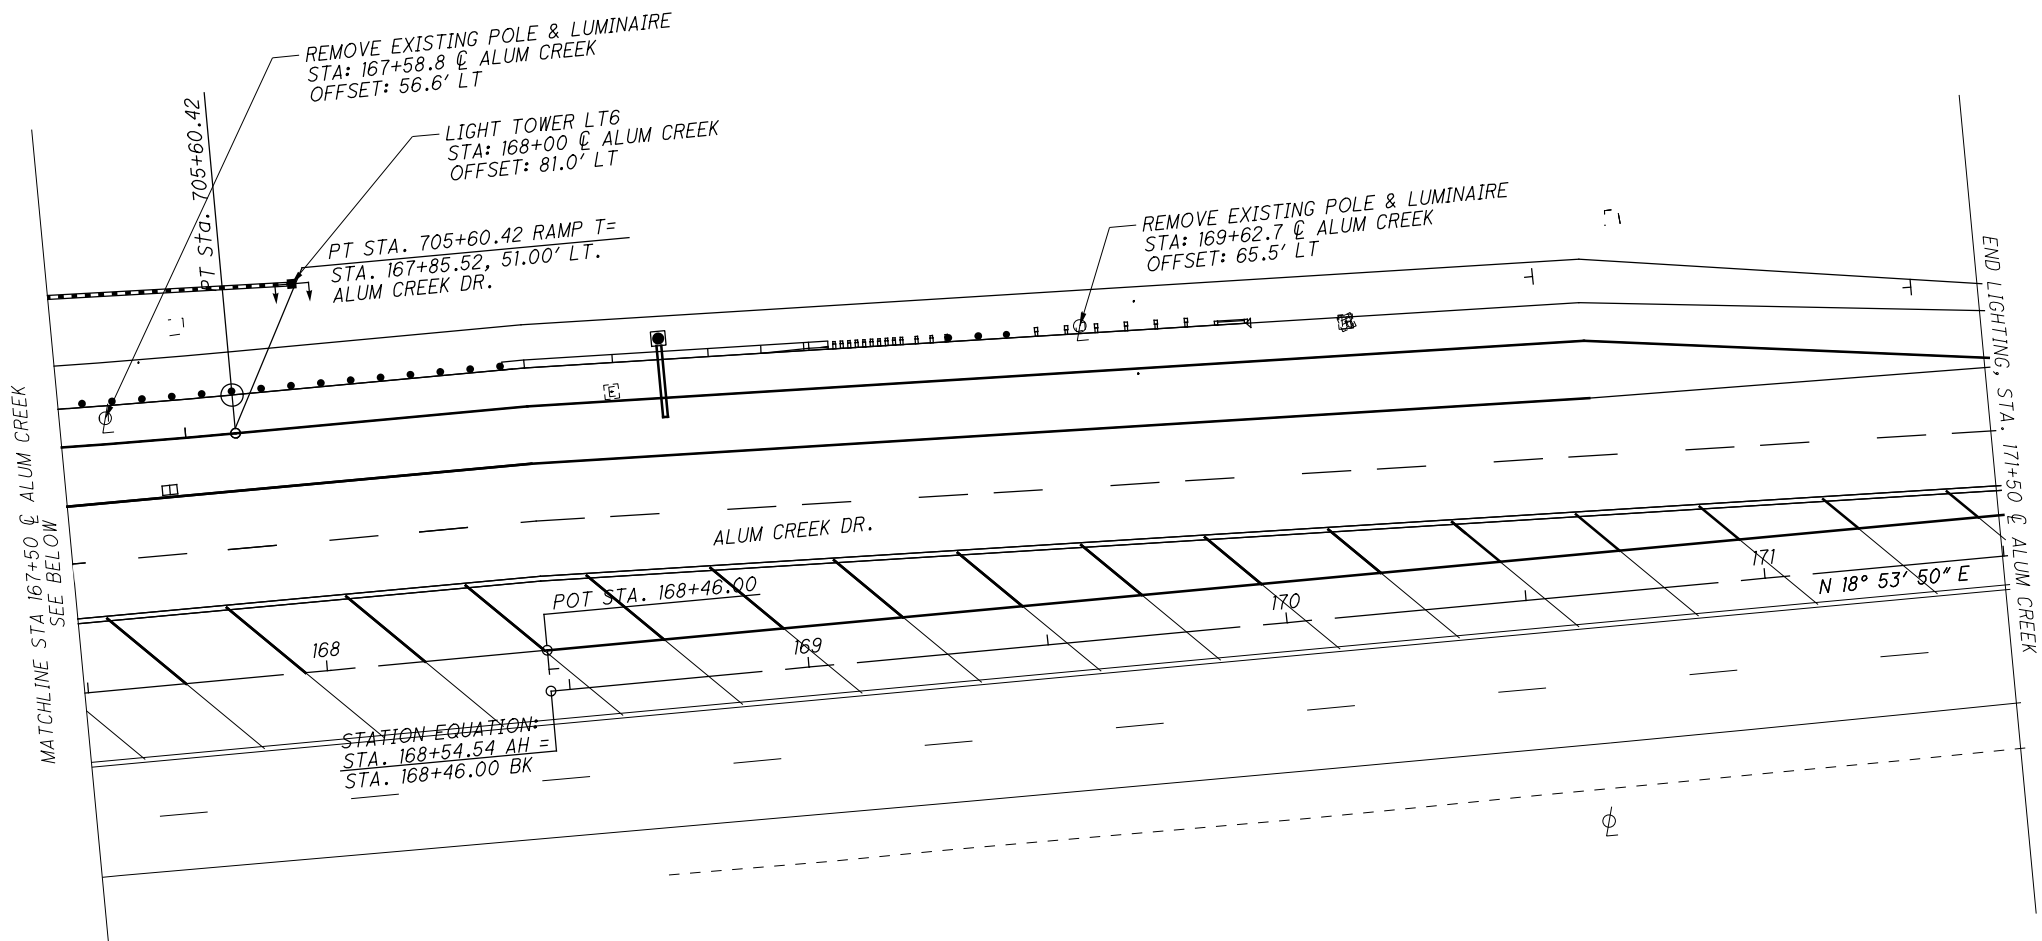 REMOVE EXISTING POLE & LUMINAIRE
STA: 167+58.8 ℄ ALUM CREEK
OFFSET: 56.6' LT
LIGHT TOWER LT6
STA: 168+00 ℄ ALUM CREEK
OFFSET: 81.0' LT
PT Sta. 705+60.42
PT STA. 705+60.42 RAMP T=
STA. 167+85.52, 51.00' LT.
ALUM CREEK DR.
REMOVE EXISTING POLE & LUMINAIRE
STA: 169+62.7 ℄ ALUM CREEK
OFFSET: 65.5' LT
END LIGHTING, STA. 171+50 ℄ ALUM CREEK
MATCHLINE STA 167+50 ℄ ALUM CREEK
SEE BELOW
E
ALUM CREEK DR.
POT STA. 168+46.00
168
169
170
171
N 18° 53' 50" E
STATION EQUATION:
STA. 168+54.54 AH =
STA. 168+46.00 BK